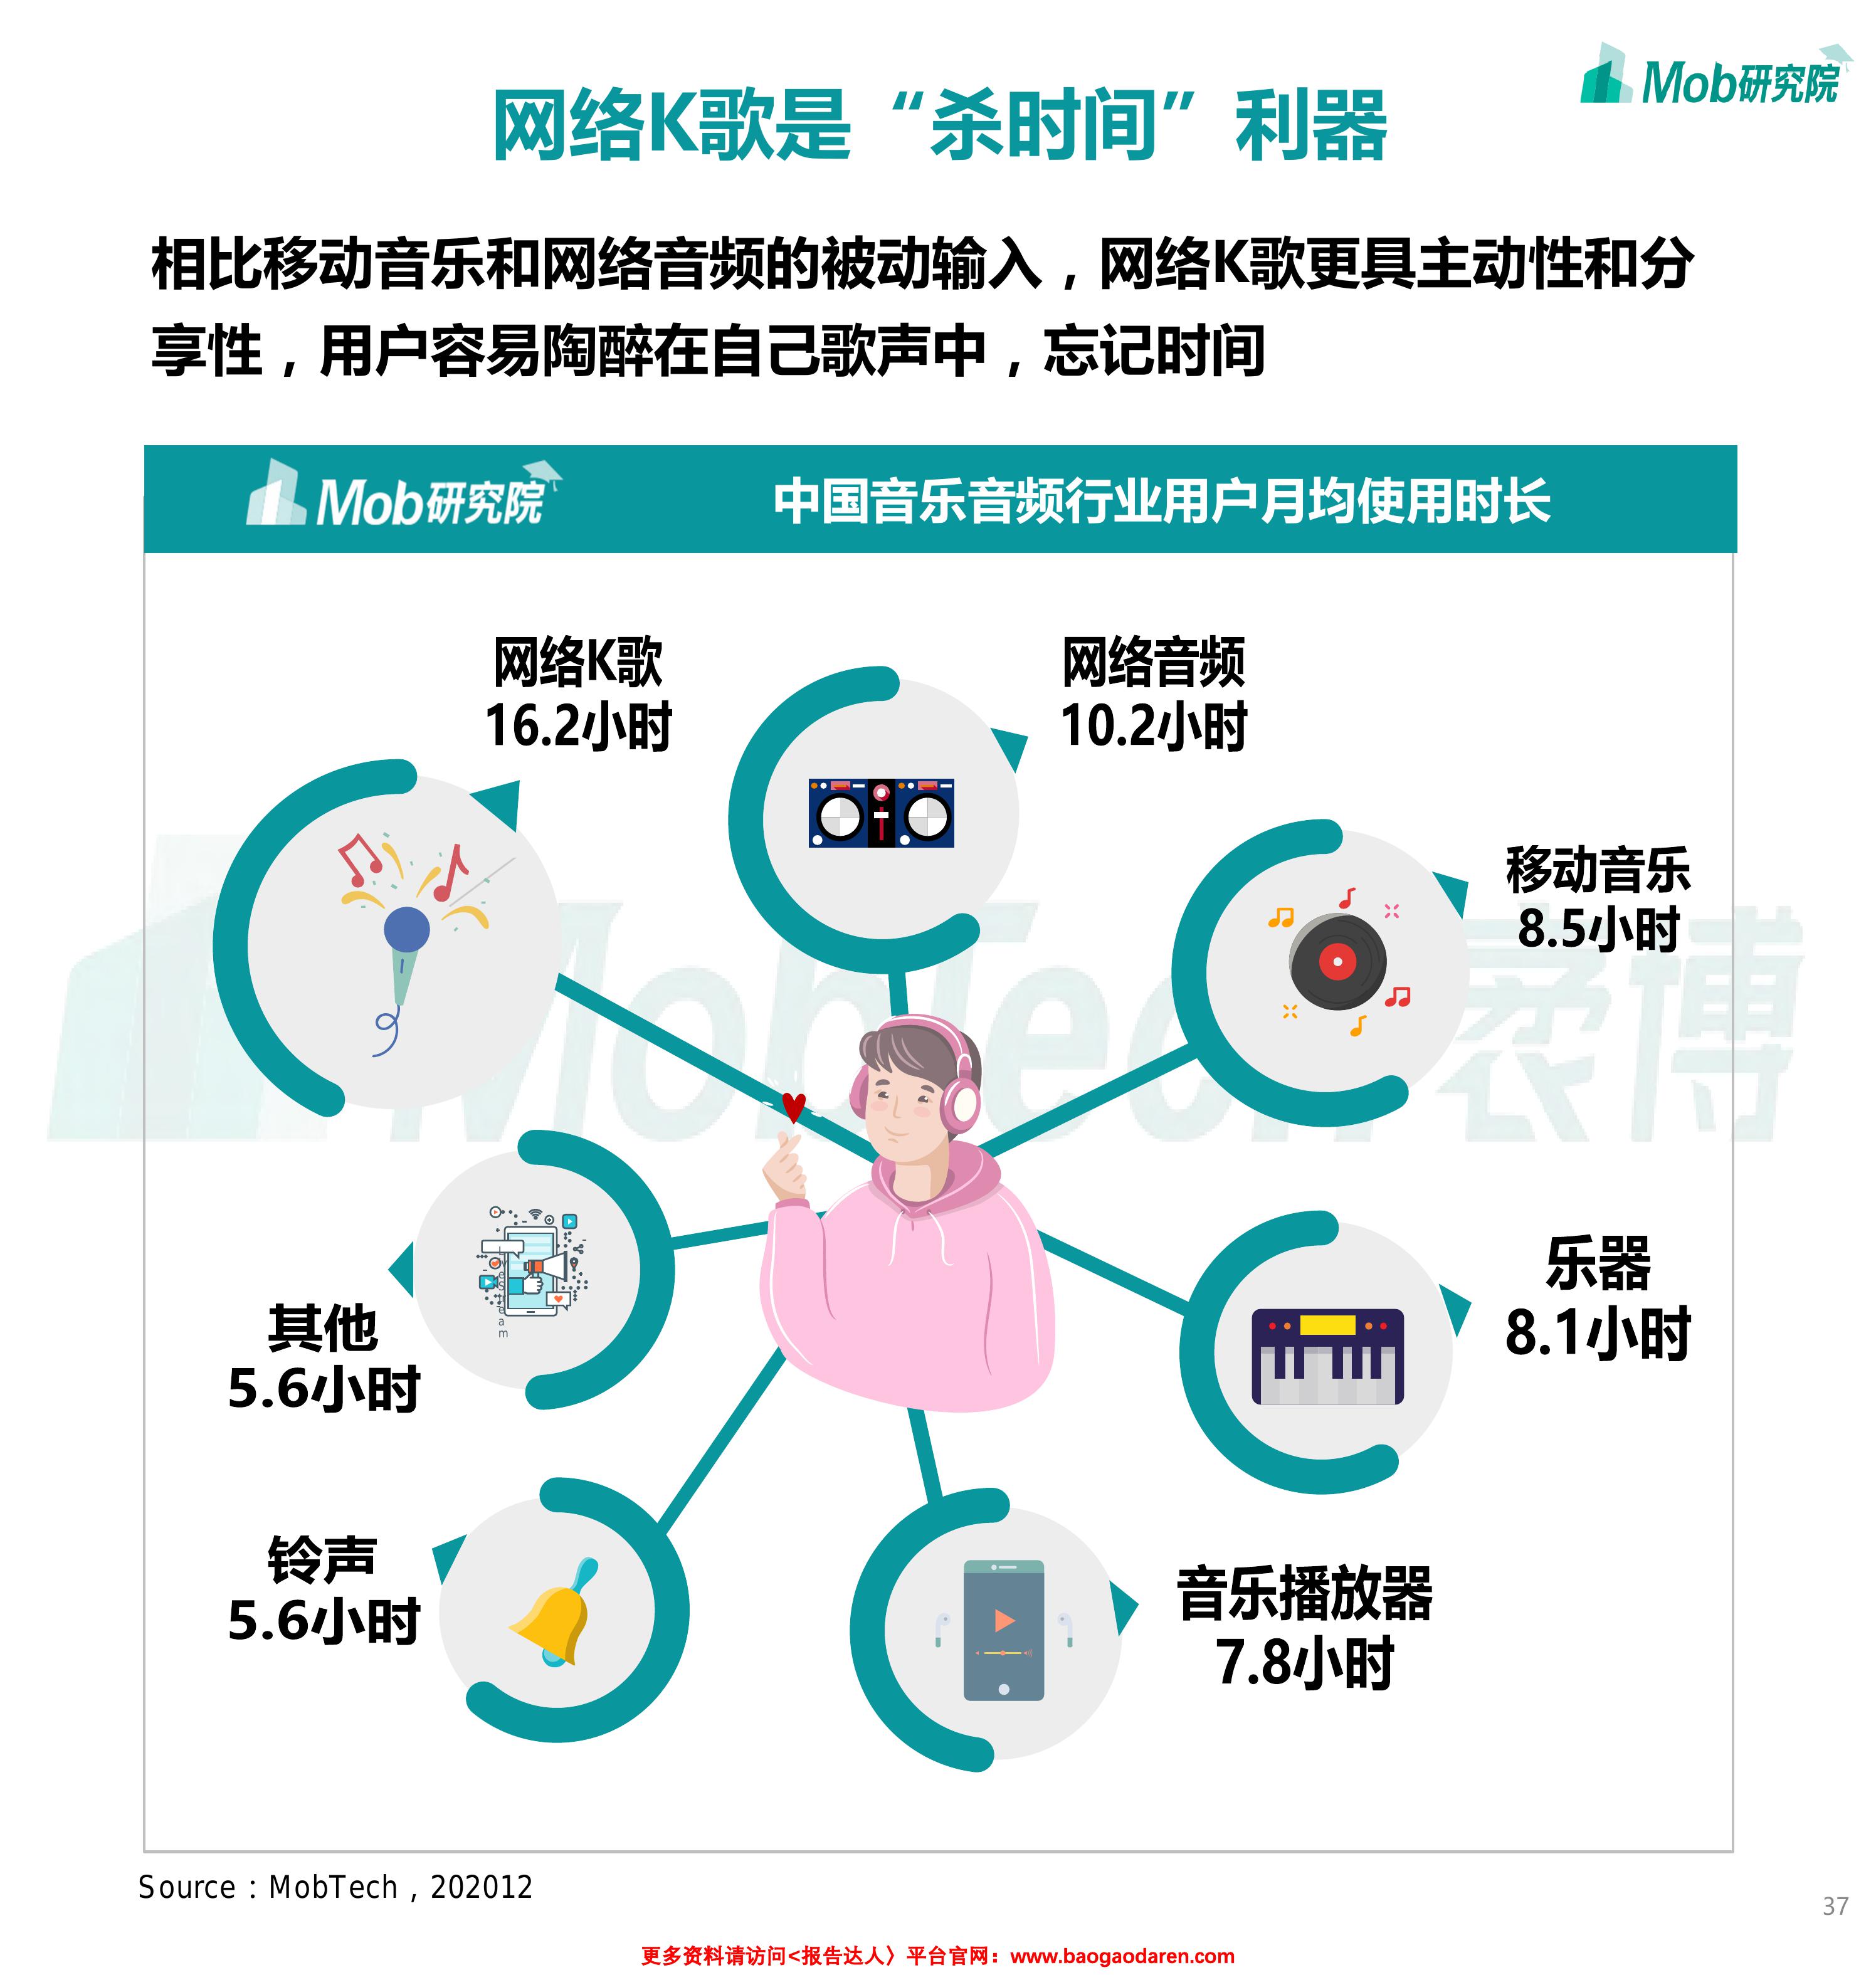 Mob研究院
网络K歌是“杀时间”利器
相比移动音乐和网络音频的被动输入，网络K歌更具主动性和分
享性，用户容易陶醉在自己歌声中，忘记时间
Mob研究院
中国音乐音频行业用户月均使用时长
网络K歌
16.2小时
网络音频
10.2小时
移动音乐
8.5小时
乐器
8.1小时
音乐播放器
7.8小时
铃声
5.6小时
其他
5.6小时
MobTech 袤博
Source：MobTech，202012
37
更多资料请访问<报告达人〉平台官网：www.baogaodaren.com